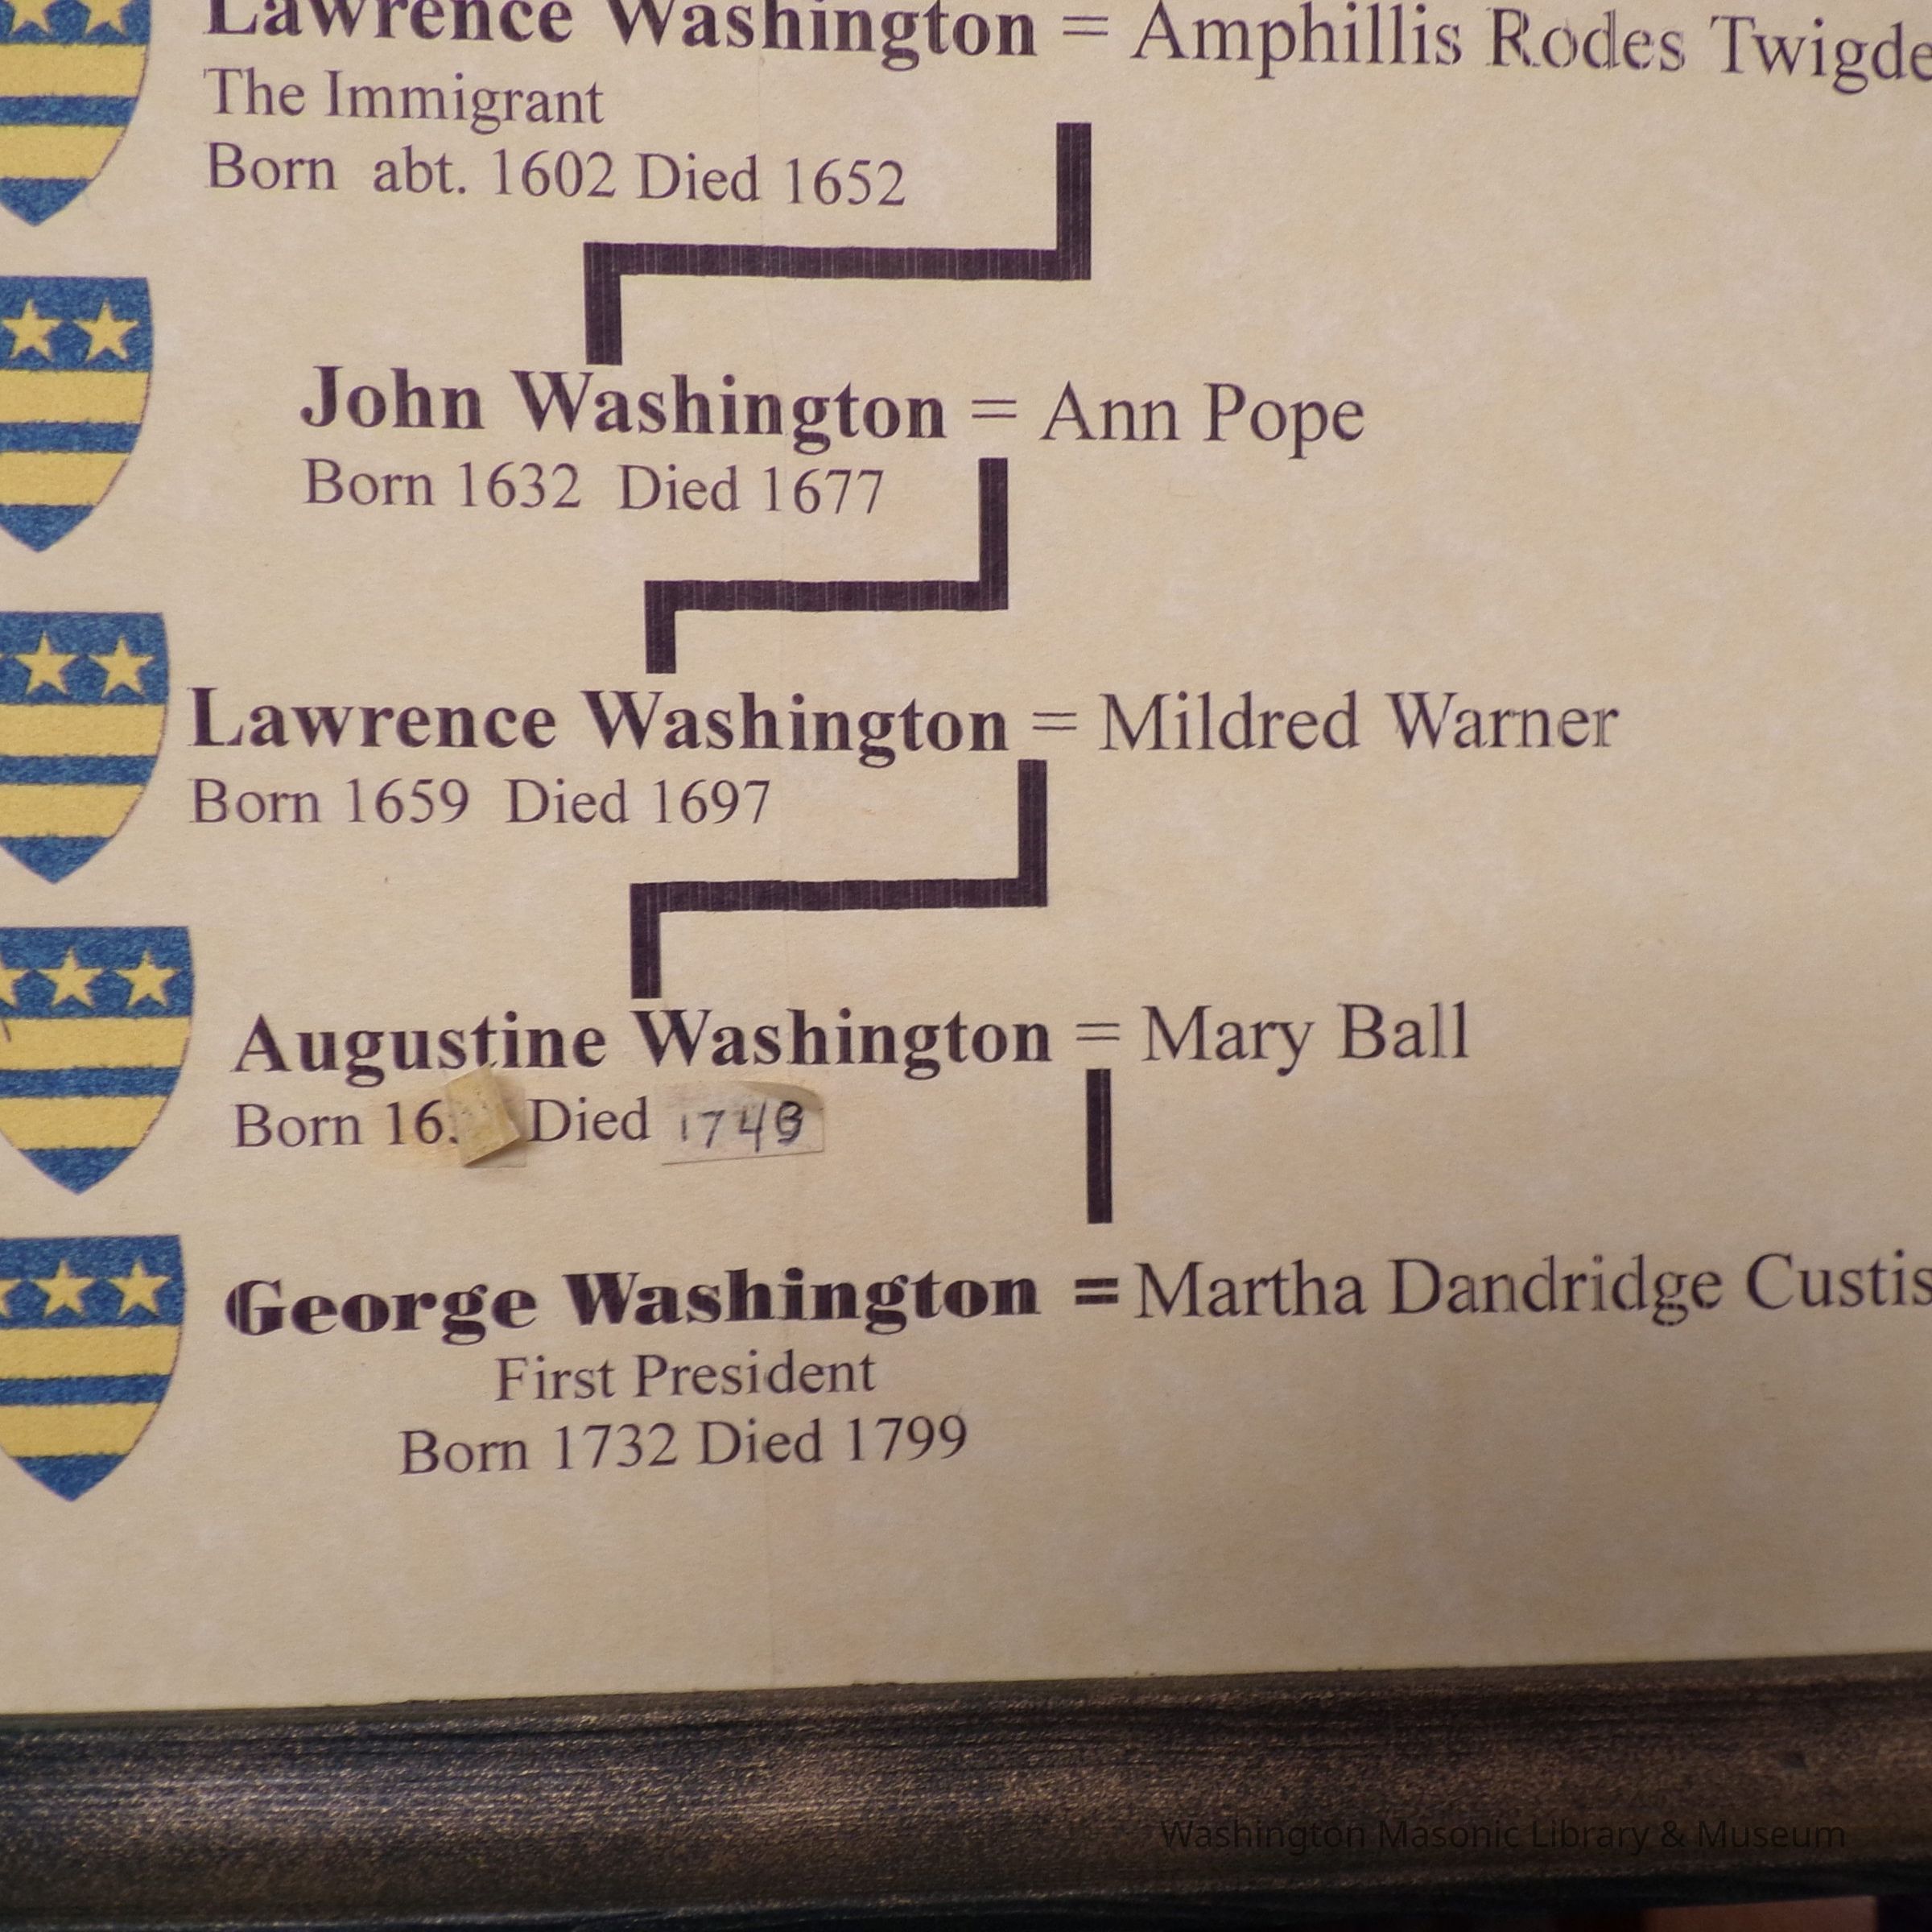 Lawrence Washington = Amphillis Rodes Twigde
The Immigrant
Born abt. 1602 Died 1652
John Washington = Ann Pope
Born 1632 Died 1677
Lawrence Washington = Mildred Warner
Born 1659 Died 1697
Augustine Washington = Mary Ball
Born 16 Died 1743
George Washington = Martha Dandridge Custis
First President
Born 1732 Died 1799
Washington Masonic Library & Museum